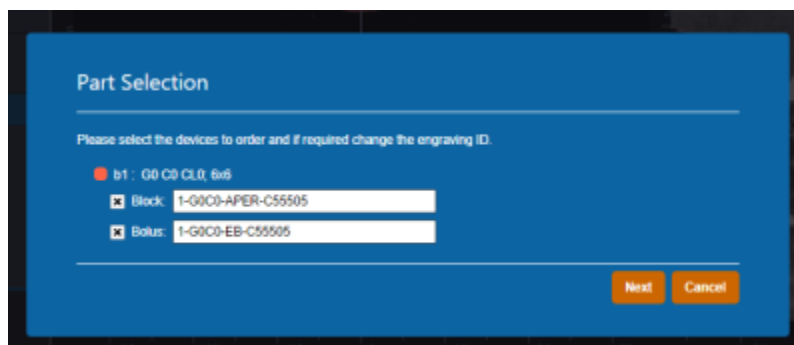 Part Selection
Please select the devices to order and if required change the engraving ID.
b1 : G0 C0 CL0; 6x6
Block: 1-G0C0-APER-C55505
Bolus: 1-G0C0-EB-C55505
Next Cancel